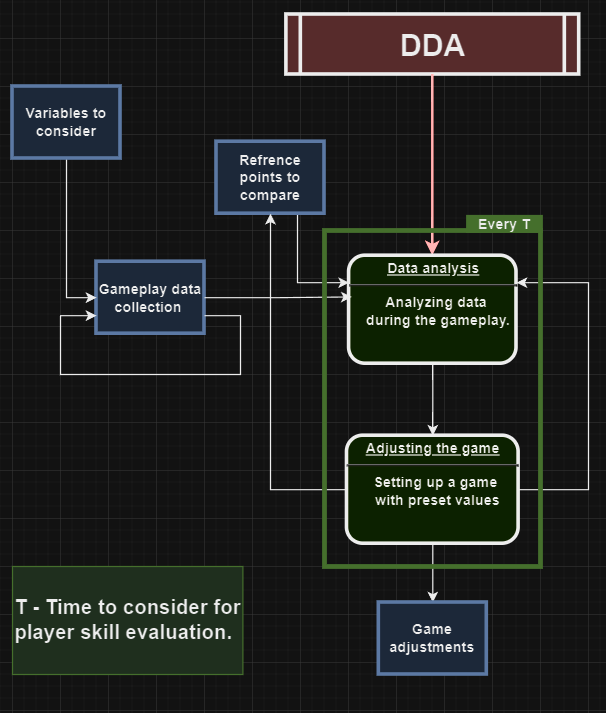 DDA
Variables to
consider
Refrence
points to
compare
Every T
Data analysis
Analyzing data
during the gameplay.
Gameplay data
collection
Adjusting the game
Setting up a game
with preset values
T - Time to consider for
player skill evaluation.
Game
adjustments